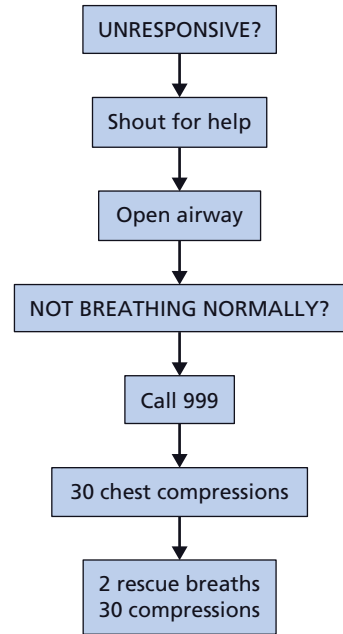 UNRESPONSIVE?
Shout for help
Open airway
NOT BREATHING NORMALLY?
Call 999
30 chest compressions
2 rescue breaths
30 compressions